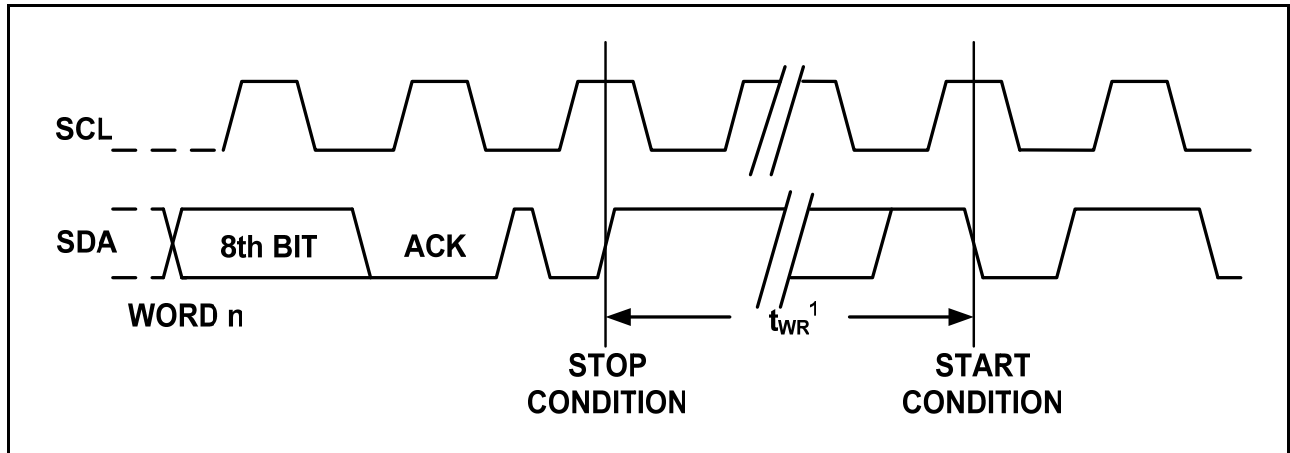 SCL
SDA
8th BIT
ACK
WORD n
tWR1
STOP
CONDITION
START
CONDITION